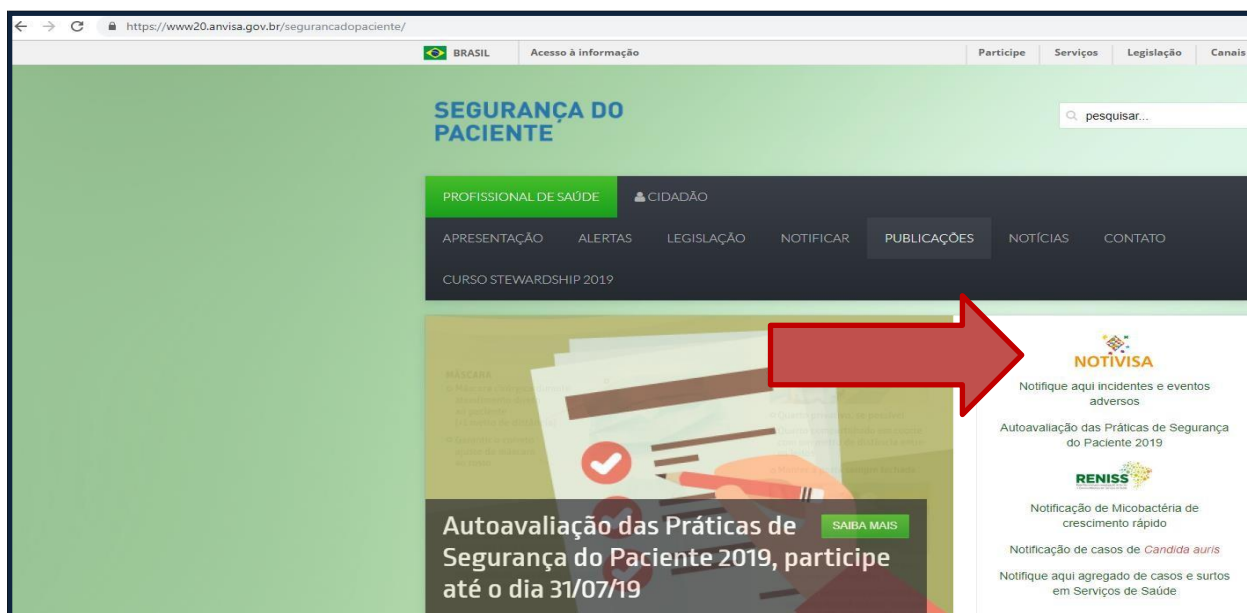 https://www20.anvisa.gov.br/segurancadopaciente/
BRASIL Acesso à informação Participe Serviços Legislação Canais
SEGURANÇA DO
PACIENTE
pesquisar...
PROFISSIONAL DE SAÚDE CIDADÃO
APRESENTAÇÃO ALERTAS LEGISLAÇÃO NOTIFICAR PUBLICAÇÕES NOTÍCIAS CONTATO
CURSO STEWARDSHIP 2019
MÁSCARA
Autoavaliação das Práticas de
Segurança do Paciente 2019, participe
até o dia 31/07/19
SAIBA MAIS
NOTIVISA
Notifique aqui incidentes e eventos
adversos
Autoavaliação das Práticas de Segurança
do Paciente 2019
RENISS
Notificação de Micobactéria de
crescimento rápido
Notificação de casos de Candida auris
Notifique aqui agregado de casos e surtos
em Serviços de Saúde